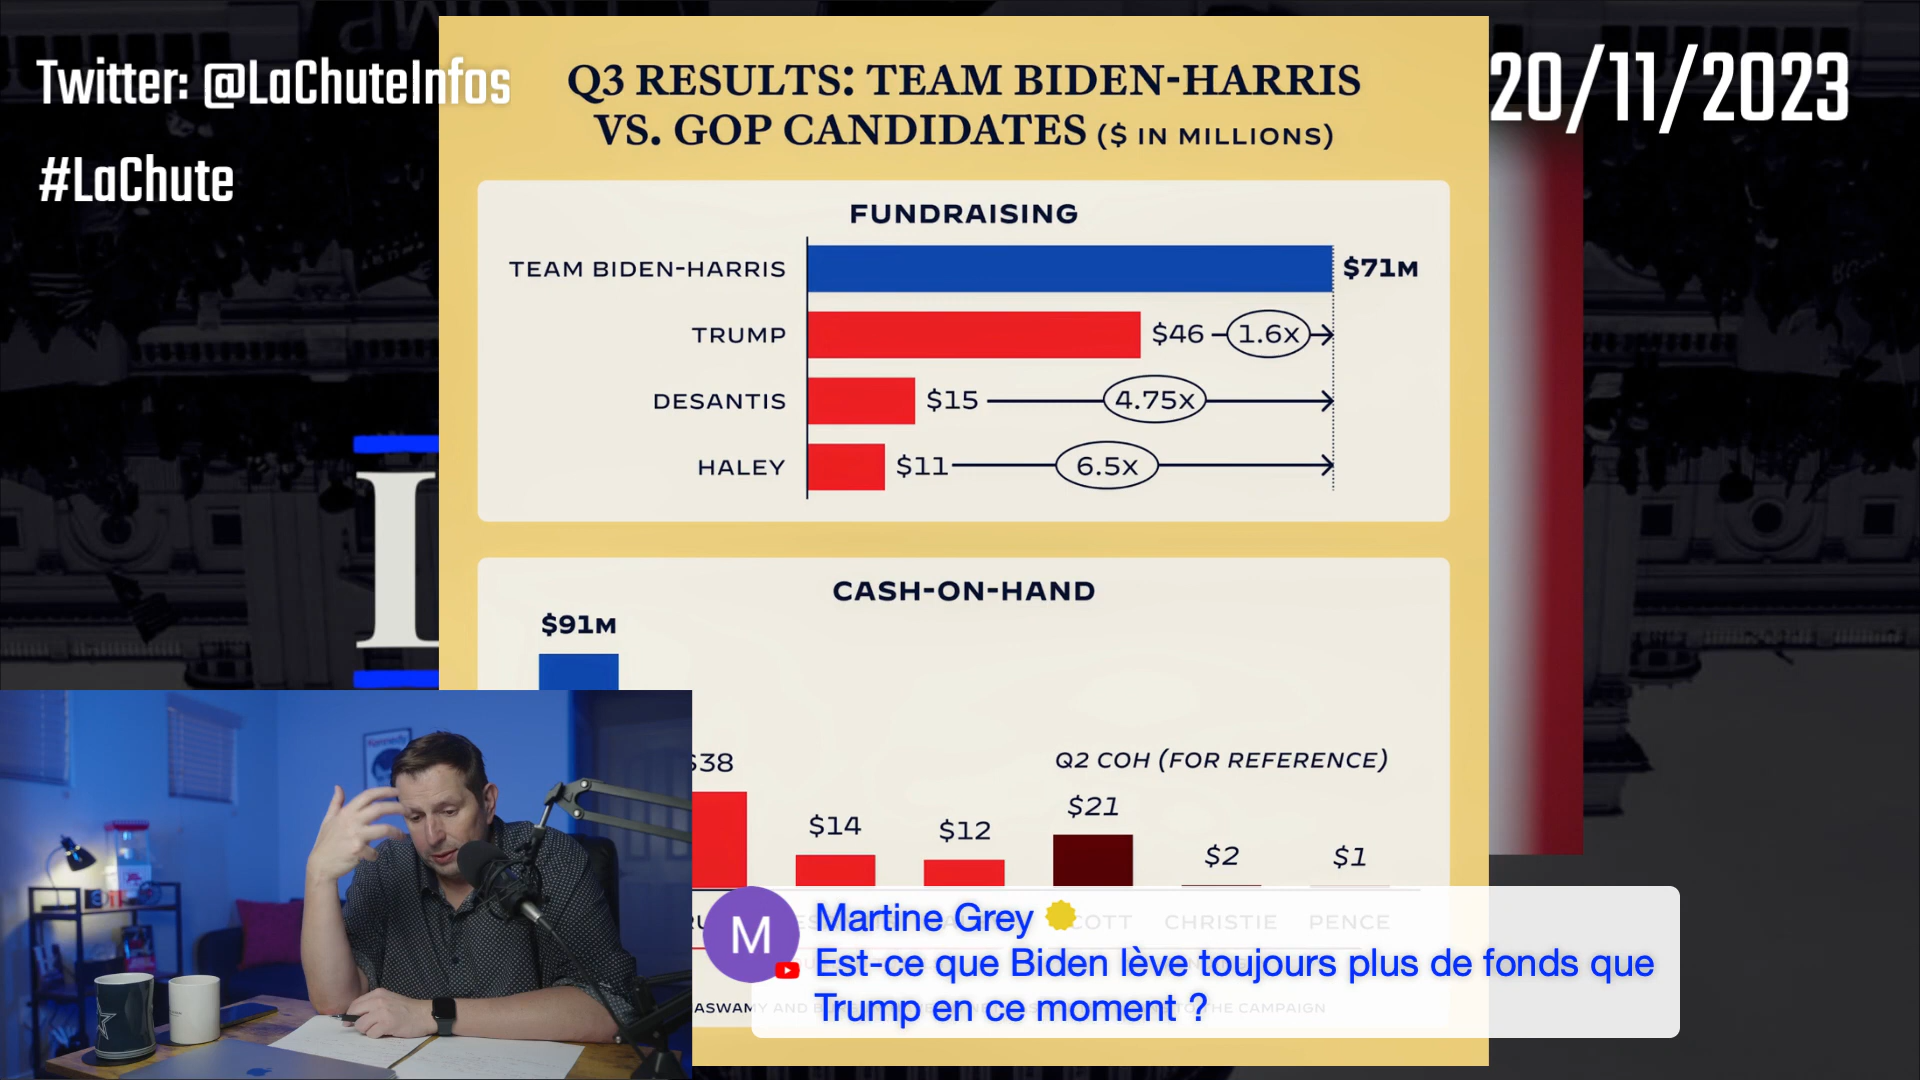 Twitter: @LaChuteInfos
#LaChute
20/11/2023
Q3 RESULTS: TEAM BIDEN-HARRIS
VS. GOP CANDIDATES ($ IN MILLIONS)
FUNDRAISING
TEAM BIDEN-HARRIS $71M
TRUMP $46 1.6x
DESANTIS $15 4.75x
HALEY $11 6.5x
CASH-ON-HAND
$91M
$38
$14
$12
Q2 COH (FOR REFERENCE)
$21
$2
$1
CHRISTIE PENCE
Kennedy
M
Martine Grey
Est-ce que Biden lève toujours plus de fonds que
Trump en ce moment ?
THE CAMPAIGN